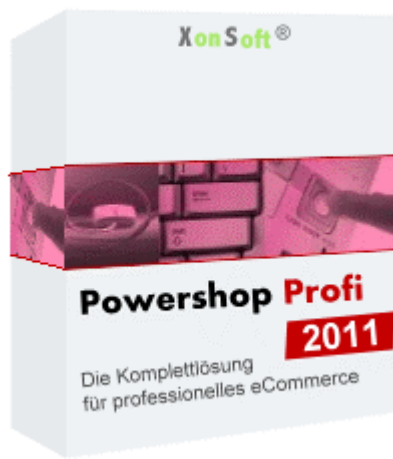 XonSoft®
Powershop Profi
2011
Die Komplettlösung
für professionelles eCommerce